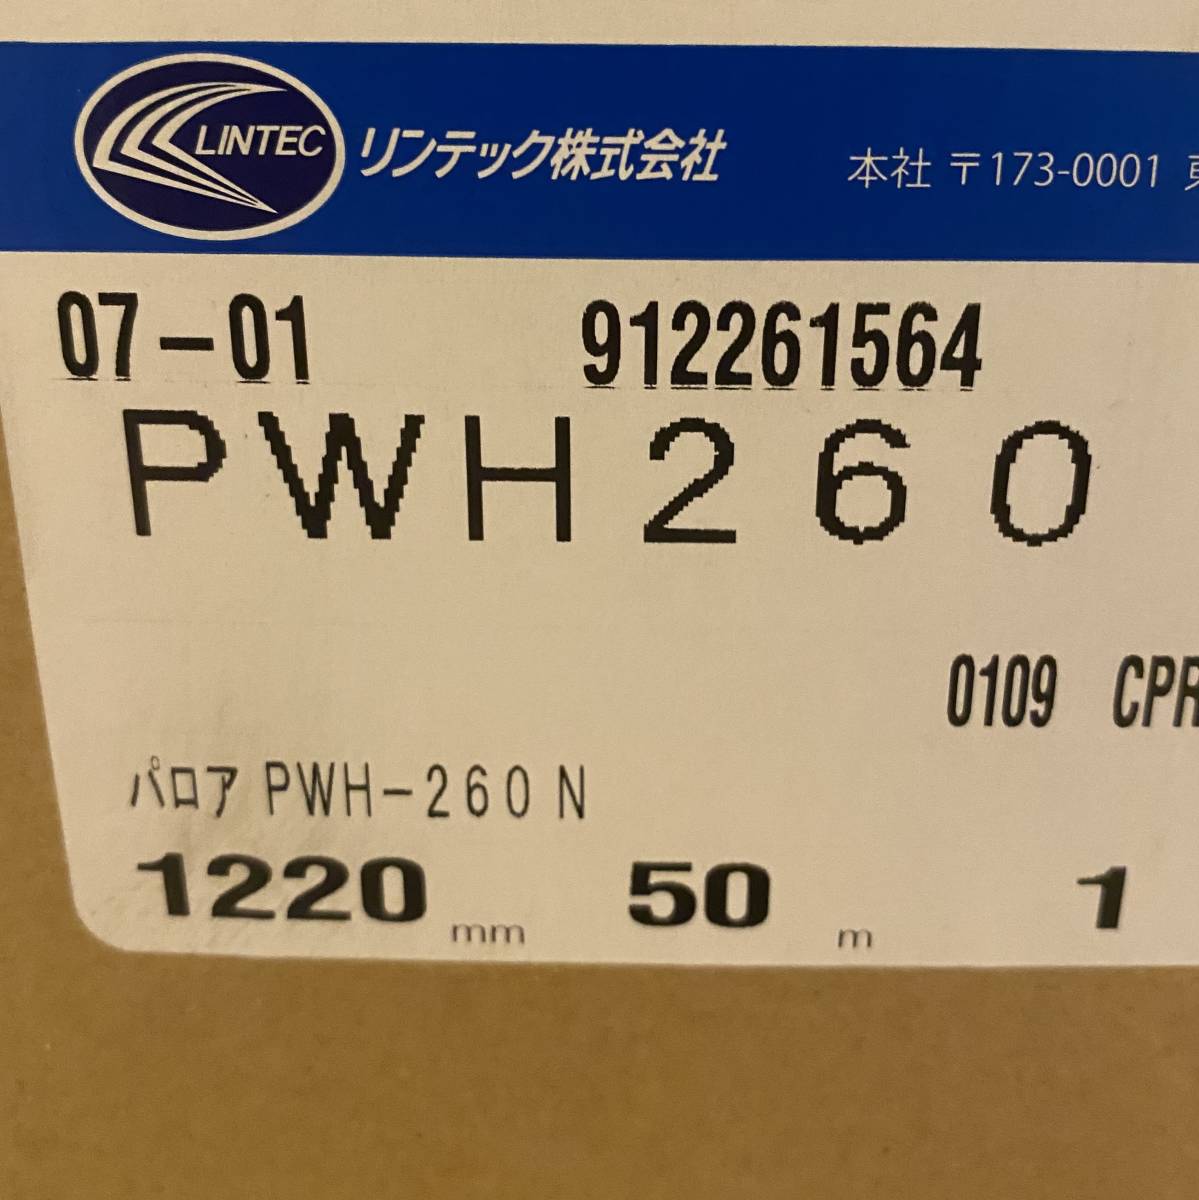 LINTEC リンテック株式会社 本社 〒173-0001
07-01 912261564
PWH260
0109 CPR
パロア PWH-260N
1220 mm 50 m 1